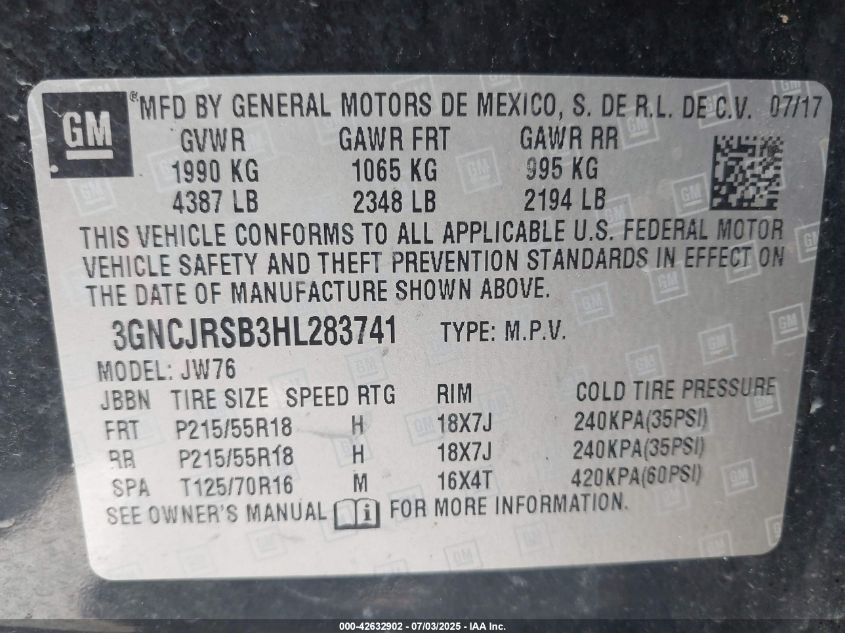 GM
® MFD BY GENERAL MOTORS DE MEXICO, S. DE R.L. DE C.V. 07/17
GVWR GAWR FRT GAWR RR
1990 KG 1065 KG 995 KG
4387 LB 2348 LB 2194 LB
THIS VEHICLE CONFORMS TO ALL APPLICABLE U.S. FEDERAL MOTOR
VEHICLE SAFETY AND THEFT PREVENTION STANDARDS IN EFFECT ON
THE DATE OF MANUFACTURE SHOWN ABOVE.
3GNCJRSB3HL283741 TYPE: M.P.V.
MODEL: JW76
JBBN TIRE SIZE SPEED RTG RIM COLD TIRE PRESSURE
FRT P215/55R18 H 18X7J 240KPA(35PSI)
RR P215/55R18 H 18X7J 240KPA(35PSI)
SPA T125/70R16 M 16X4T 420KPA(60PSI)
SEE OWNER'S MANUAL i FOR MORE INFORMATION.
000-42632902 - 07/03/2025 - IAA Inc.